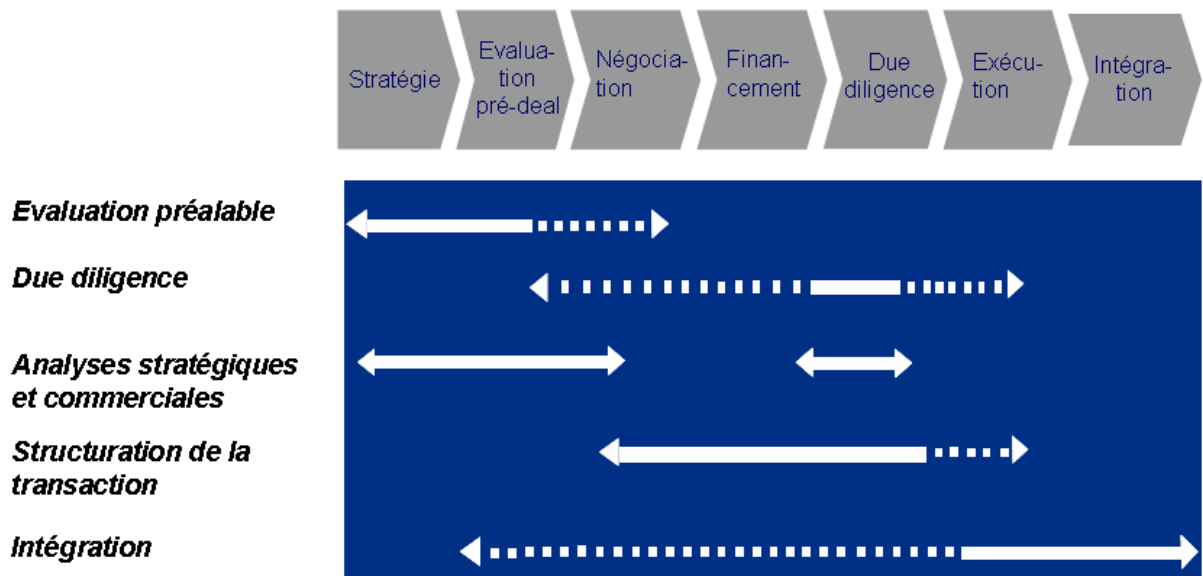 Stratégie
Evalua-
tion
pré-deal
Négocia-
tion
Finan-
cement
Due
diligence
Exécu-
tion
Intégra-
tion
Evaluation préalable
Due diligence
Analyses stratégiques
et commerciales
Structuration de la
transaction
Intégration